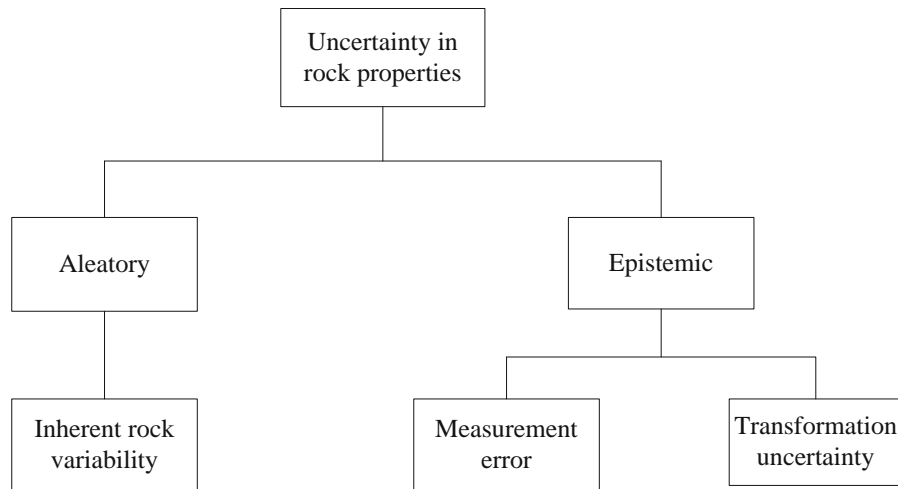 Uncertainty in
rock properties
Aleatory
Epistemic
Inherent rock
variability
Measurement
error
Transformation
uncertainty